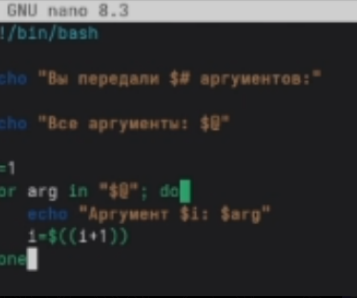 GNU nano 8.3
!/bin/bash
cho "Вы передали $# аргументов:"
cho "Все аргументы: $@"
=1
or arg in "$@"; do
echo "Аргумент $i: $arg"
i=$((i+1))
one